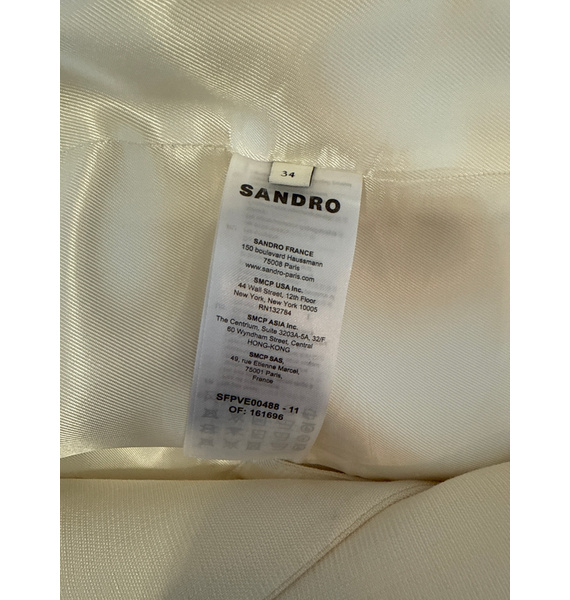 34
SANDRO
SANDRO FRANCE
150 boulevard Haussmann
75008 Paris
www.sandro-paris.com
SMCP USA Inc.
44 Wall Street, 12th Floor
New York, New York 10005
RN132784
SMCP ASIA Inc.
The Centrium, Suite 3203A-5A, 32/F
60 Wyndham Street, Central
HONG-KONG
SMCP SAS,
49, rue Etienne Marcel,
75001 Paris,
France
SFPVE00488 - 11
OF: 161696